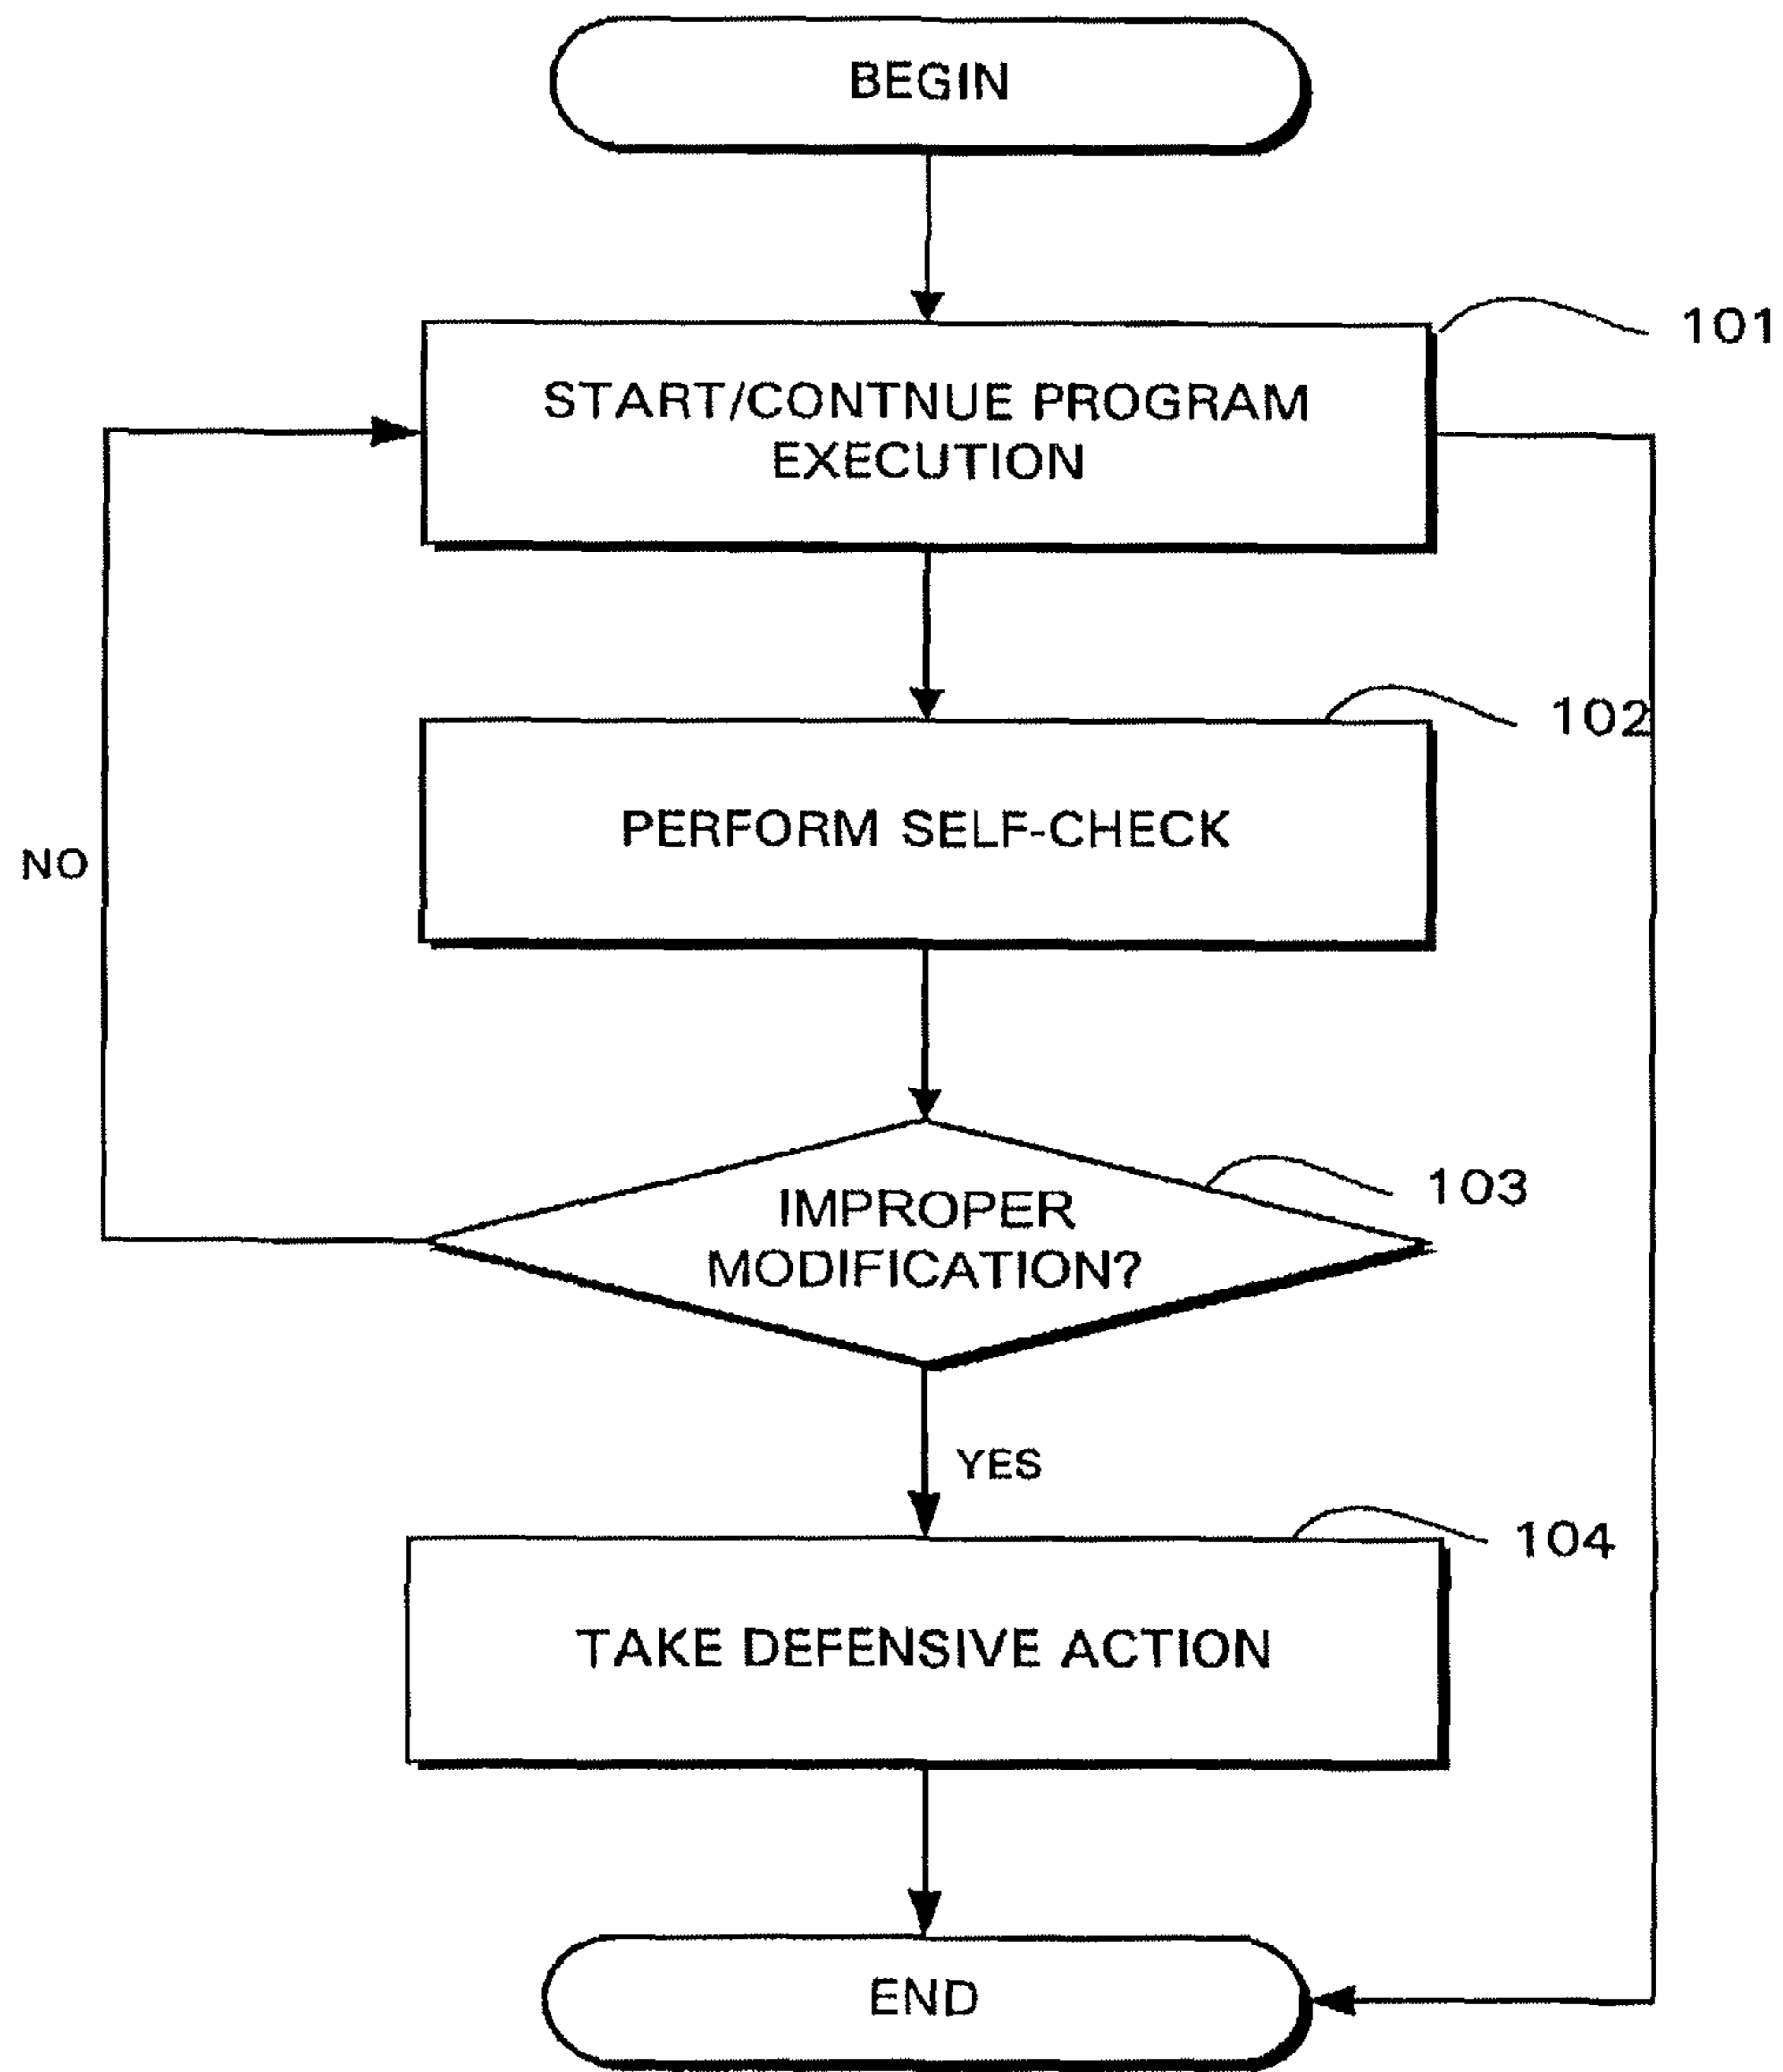 BEGIN
101
START/CONTNUE PROGRAM
EXECUTION
102
PERFORM SELF-CHECK
NO
103
IMPROPER
MODIFICATION?
YES
104
TAKE DEFENSIVE ACTION
END